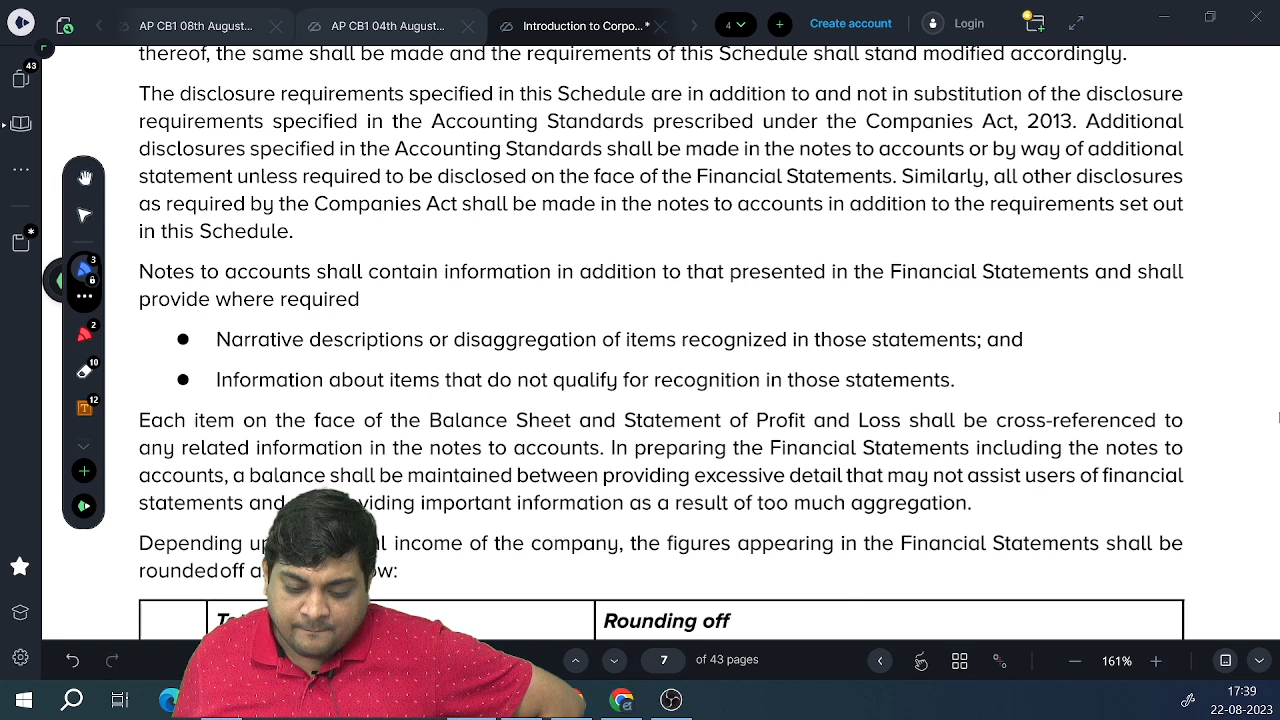 AP CB1 08th August...
AP CB1 04th August...
Introduction to Corpo...*
4
Create account
Login
43
thereof, the same shall be made and the requirements of this Schedule shall stand modified accordingly.
The disclosure requirements specified in this Schedule are in addition to and not in substitution of the disclosure
requirements specified in the Accounting Standards prescribed under the Companies Act, 2013. Additional
disclosures specified in the Accounting Standards shall be made in the notes to accounts or by way of additional
statement unless required to be disclosed on the face of the Financial Statements. Similarly, all other disclosures
as required by the Companies Act shall be made in the notes to accounts in addition to the requirements set out
in this Schedule.
3
Notes to accounts shall contain information in addition to that presented in the Financial Statements and shall
provide where required
2
● Narrative descriptions or disaggregation of items recognized in those statements; and
10
● Information about items that do not qualify for recognition in those statements.
12
T
Each item on the face of the Balance Sheet and Statement of Profit and Loss shall be cross-referenced to
any related information in the notes to accounts. In preparing the Financial Statements including the notes to
accounts, a balance shall be maintained between providing excessive detail that may not assist users of financial
statements and viding important information as a result of too much aggregation.
Depending up l income of the company, the figures appearing in the Financial Statements shall be
rounded off a ow:
Rounding off
7
of 43 pages
161%
17:39
22-08-2023